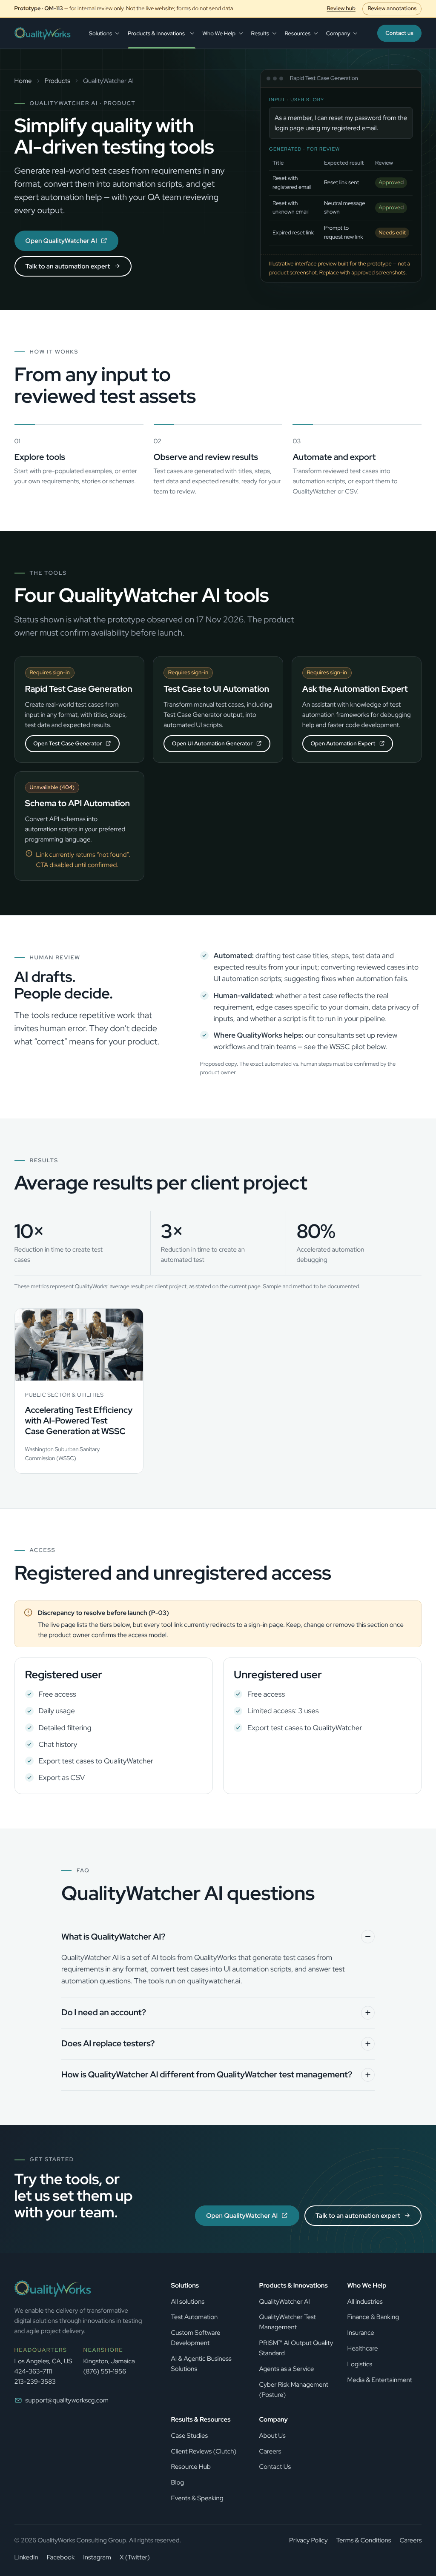 Prototype · QM-113 — for internal review only. Not the live website; forms do not send data.
Review hub
Review annotations
QualityWorks
Solutions
Products & Innovations
Who We Help
Results
Resources
Company
Contact us
Home
Products
QualityWatcher AI
QUALITYWATCHER AI · PRODUCT
Simplify quality with
AI-driven testing tools
Generate real-world test cases from requirements in any
format, convert them into automation scripts, and get
expert automation help — with your QA team reviewing
every output.
Open QualityWatcher AI
Talk to an automation expert
Rapid Test Case Generation
INPUT · USER STORY
As a member, I can reset my password from the
login page using my registered email.
GENERATED · FOR REVIEW
Title
Expected result
Review
Reset with
registered email
Reset link sent
Approved
Reset with
unknown email
Neutral message
shown
Approved
Expired reset link
Prompt to
request new link
Needs edit
Illustrative interface preview built for the prototype — not a
product screenshot. Replace with approved screenshots.
HOW IT WORKS
From any input to
reviewed test assets
01
Explore tools
Start with pre-populated examples, or enter
your own requirements, stories or schemas.
02
Observe and review results
Test cases are generated with titles, steps,
test data and expected results, ready for your
team to review.
03
Automate and export
Transform reviewed test cases into
automation scripts, or export them to
QualityWatcher or CSV.
THE TOOLS
Four QualityWatcher AI tools
Status shown is what the prototype observed on 17 Nov 2026. The product
owner must confirm availability before launch.
Requires sign-in
Rapid Test Case Generation
Create real-world test cases from
input in any format, with titles, steps,
test data and expected results.
Open Test Case Generator
Requires sign-in
Test Case to UI Automation
Transform manual test cases, including
Test Case Generator output, into
automated UI scripts.
Open UI Automation Generator
Requires sign-in
Ask the Automation Expert
An assistant with knowledge of test
automation frameworks for debugging
help and faster code development.
Open Automation Expert
Unavailable (404)
Schema to API Automation
Convert API schemas into
automation scripts in your preferred
programming language.
Link currently returns "not found".
CTA disabled until confirmed.
HUMAN REVIEW
AI drafts.
People decide.
The tools reduce repetitive work that
invites human error. They don't decide
what "correct" means for your product.
Automated: drafting test case titles, steps, test data and
expected results from your input; converting reviewed cases into
UI automation scripts; suggesting fixes when automation fails.
Human-validated: whether a test case reflects the real
requirement, edge cases specific to your domain, data privacy of
inputs, and whether a script is fit to run in your pipeline.
Where QualityWorks helps: our consultants set up review
workflows and train teams — see the WSSC pilot below.
Proposed copy. The exact automated vs. human steps must be confirmed by the
product owner.
RESULTS
Average results per client project
10×
Reduction in time to create test
cases
3×
Reduction in time to create an
automated test
80%
Accelerated automation
debugging
These metrics represent QualityWorks' average result per client project, as stated on the current page. Sample and method to be documented.
PUBLIC SECTOR & UTILITIES
Accelerating Test Efficiency
with AI-Powered Test
Case Generation at WSSC
Washington Suburban Sanitary
Commission (WSSC)
ACCESS
Registered and unregistered access
Discrepancy to resolve before launch (P-03)
The live page lists the tiers below, but every tool link currently redirects to a sign-in page. Keep, change or remove this section once
the product owner confirms the access model.
Registered user
Free access
Daily usage
Detailed filtering
Chat history
Export test cases to QualityWatcher
Export as CSV
Unregistered user
Free access
Limited access: 3 uses
Export test cases to QualityWatcher
FAQ
QualityWatcher AI questions
What is QualityWatcher AI?
QualityWatcher AI is a set of AI tools from QualityWorks that generate test cases from
requirements in any format, convert test cases into UI automation scripts, and answer test
automation questions. The tools run on qualitywatcher.ai.
Do I need an account?
Does AI replace testers?
How is QualityWatcher AI different from QualityWatcher test management?
GET STARTED
Try the tools, or
let us set them up
with your team.
Open QualityWatcher AI
Talk to an automation expert
QualityWorks
We enable the delivery of transformative
digital solutions through innovations in testing
and agile project delivery.
HEADQUARTERS
Los Angeles, CA, US
424-363-7111
213-239-3583
NEARSHORE
Kingston, Jamaica
(876) 551-1956
support@qualityworkscg.com
Solutions
All solutions
Test Automation
Custom Software
Development
AI & Agentic Business
Solutions
Products & Innovations
QualityWatcher AI
QualityWatcher Test
Management
PRISM™ AI Output Quality
Standard
Agents as a Service
Cyber Risk Management
(Posture)
Who We Help
All industries
Finance & Banking
Insurance
Healthcare
Logistics
Media & Entertainment
Results & Resources
Case Studies
Client Reviews (Clutch)
Resource Hub
Blog
Events & Speaking
Company
About Us
Careers
Contact Us
© 2026 QualityWorks Consulting Group. All rights reserved.
Privacy Policy
Terms & Conditions
Careers
LinkedIn
Facebook
Instagram
X (Twitter)